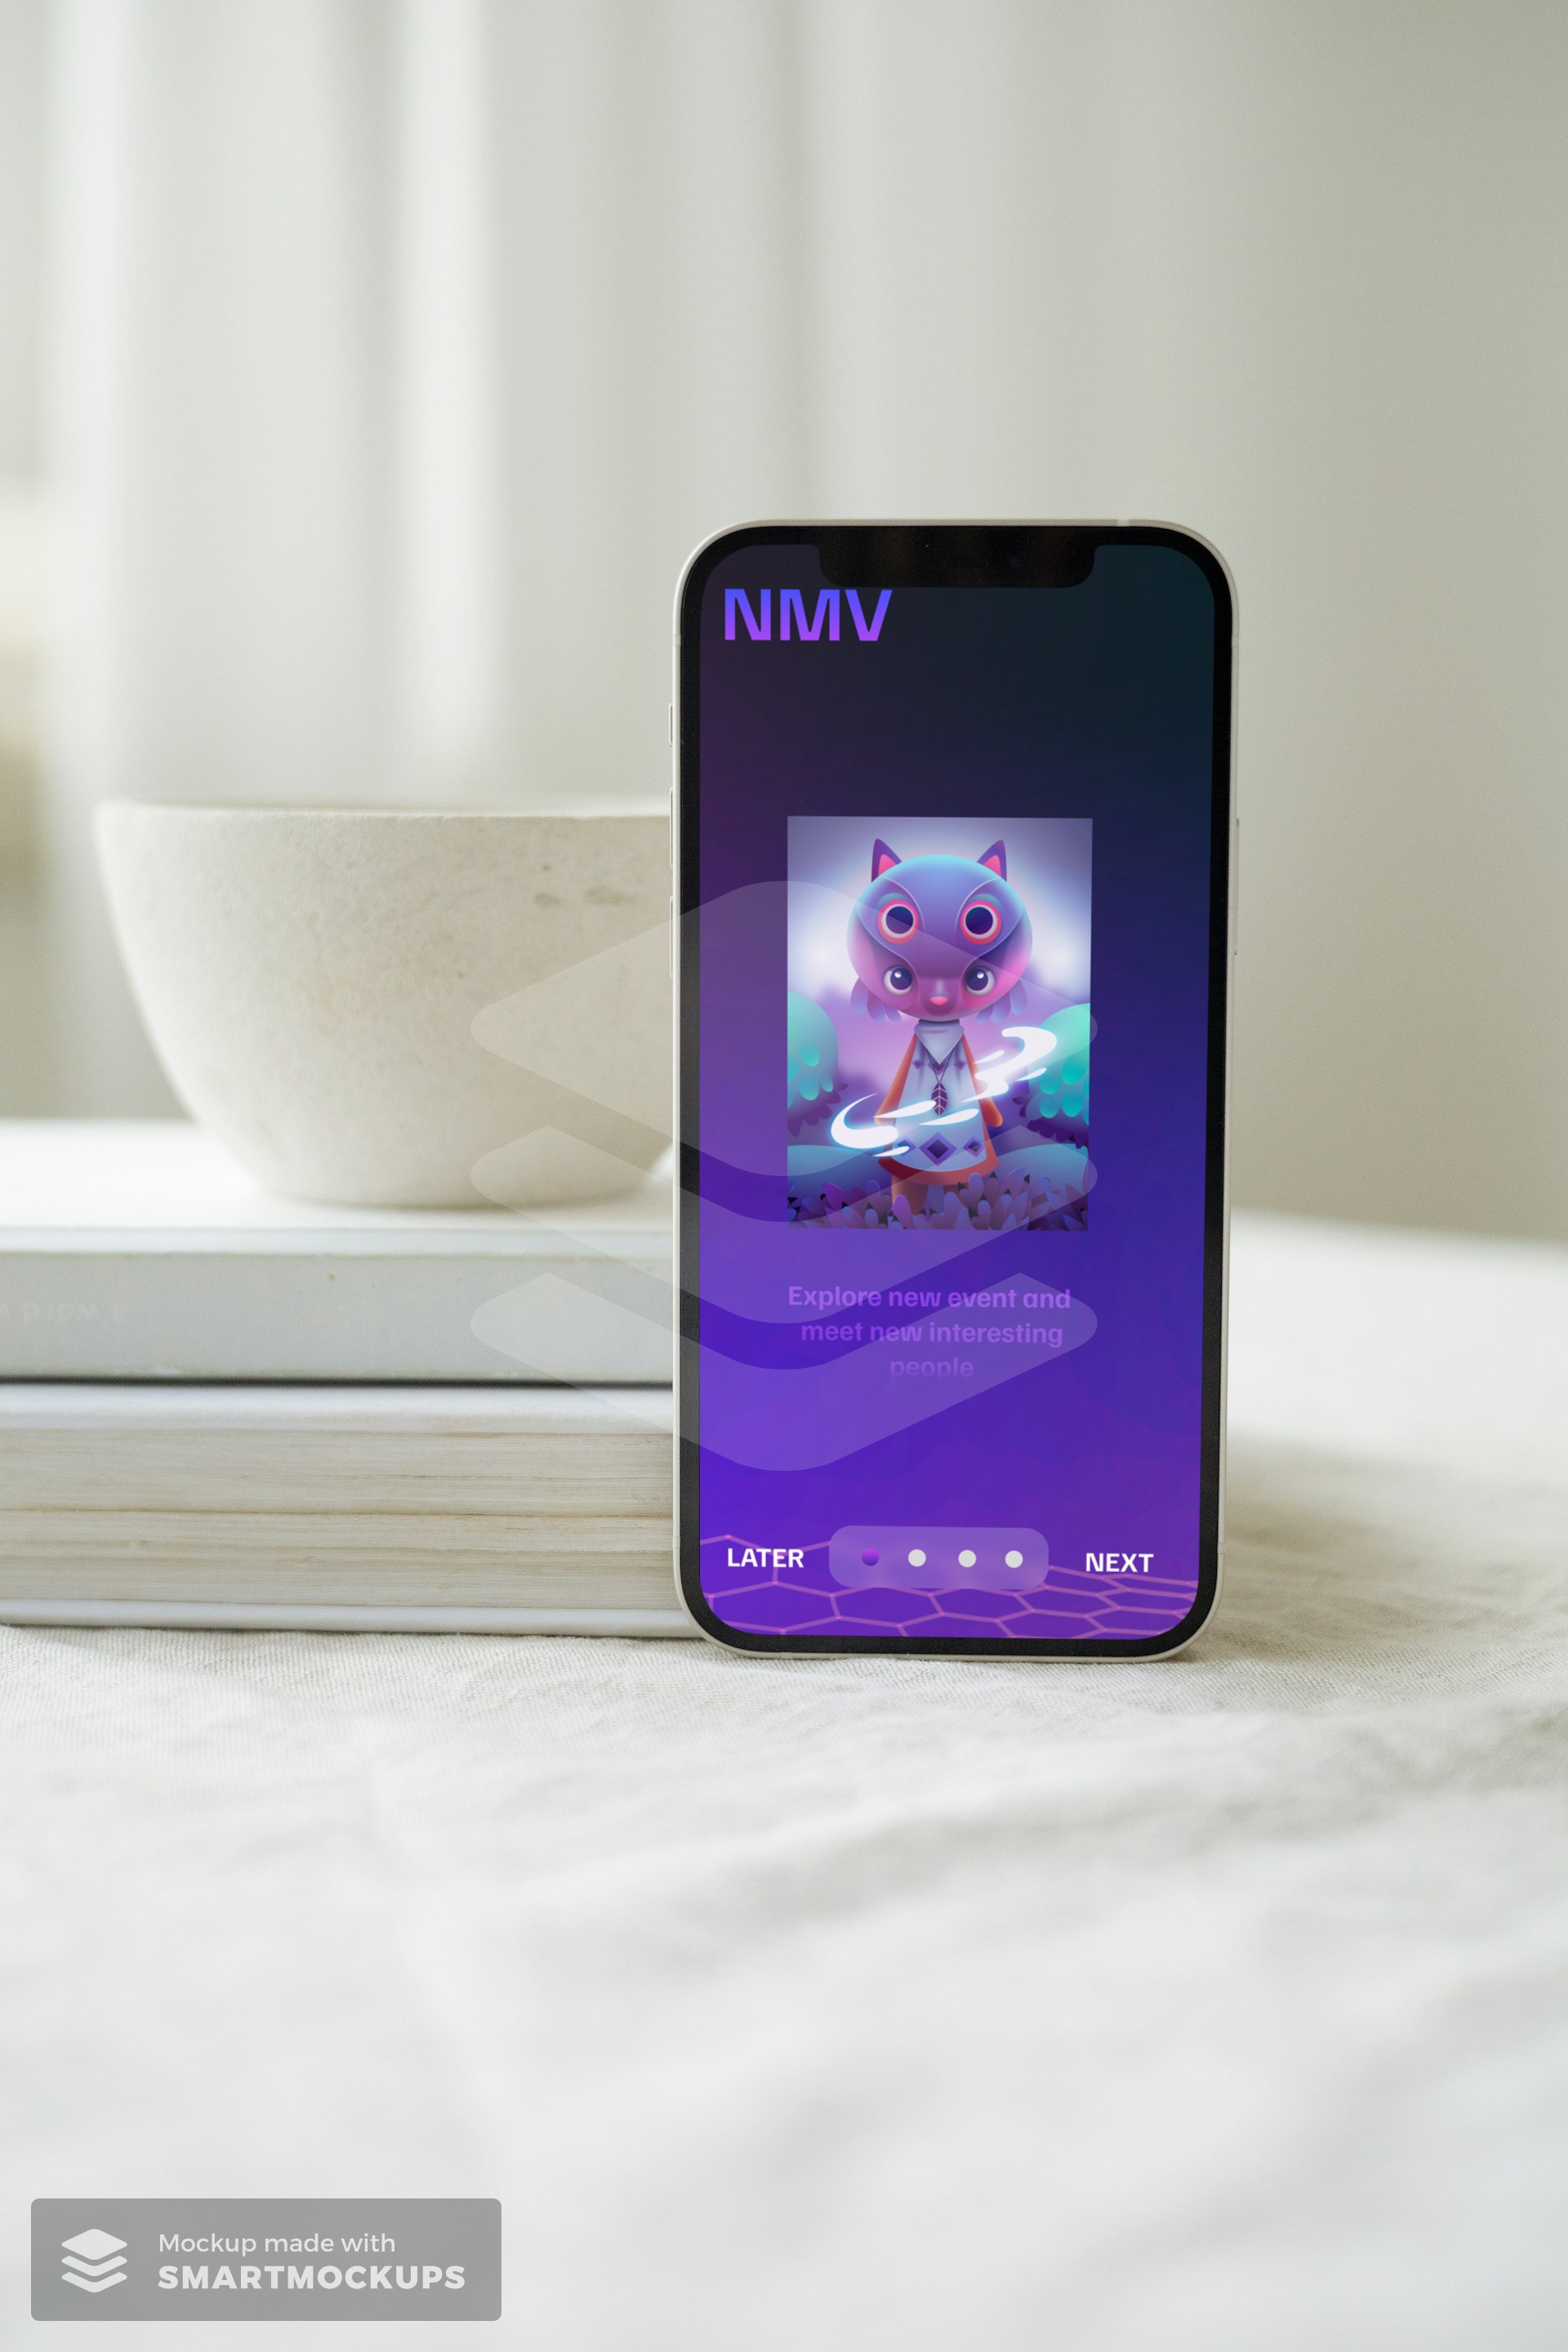 NMV
Explore new event and
meet new interesting
people
LATER
NEXT
Mockup made with
SMARTMOCKUPS